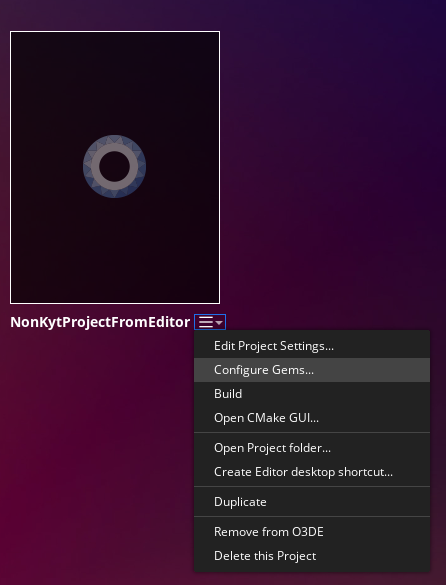 NonKytProjectFromEditor
Edit Project Settings...
Configure Gems...
Build
Open CMake GUI...
Open Project folder...
Create Editor desktop shortcut...
Duplicate
Remove from O3DE
Delete this Project